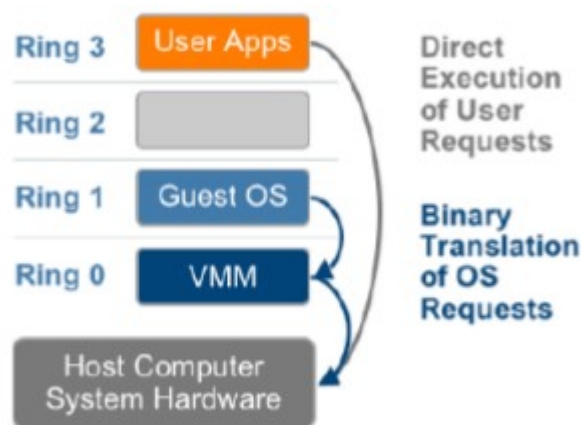 Ring 3
User Apps
Direct
Execution
of User
Requests
Ring 2
Ring 1
Guest OS
Binary
Translation
of OS
Requests
Ring 0
VMM
Host Computer
System Hardware